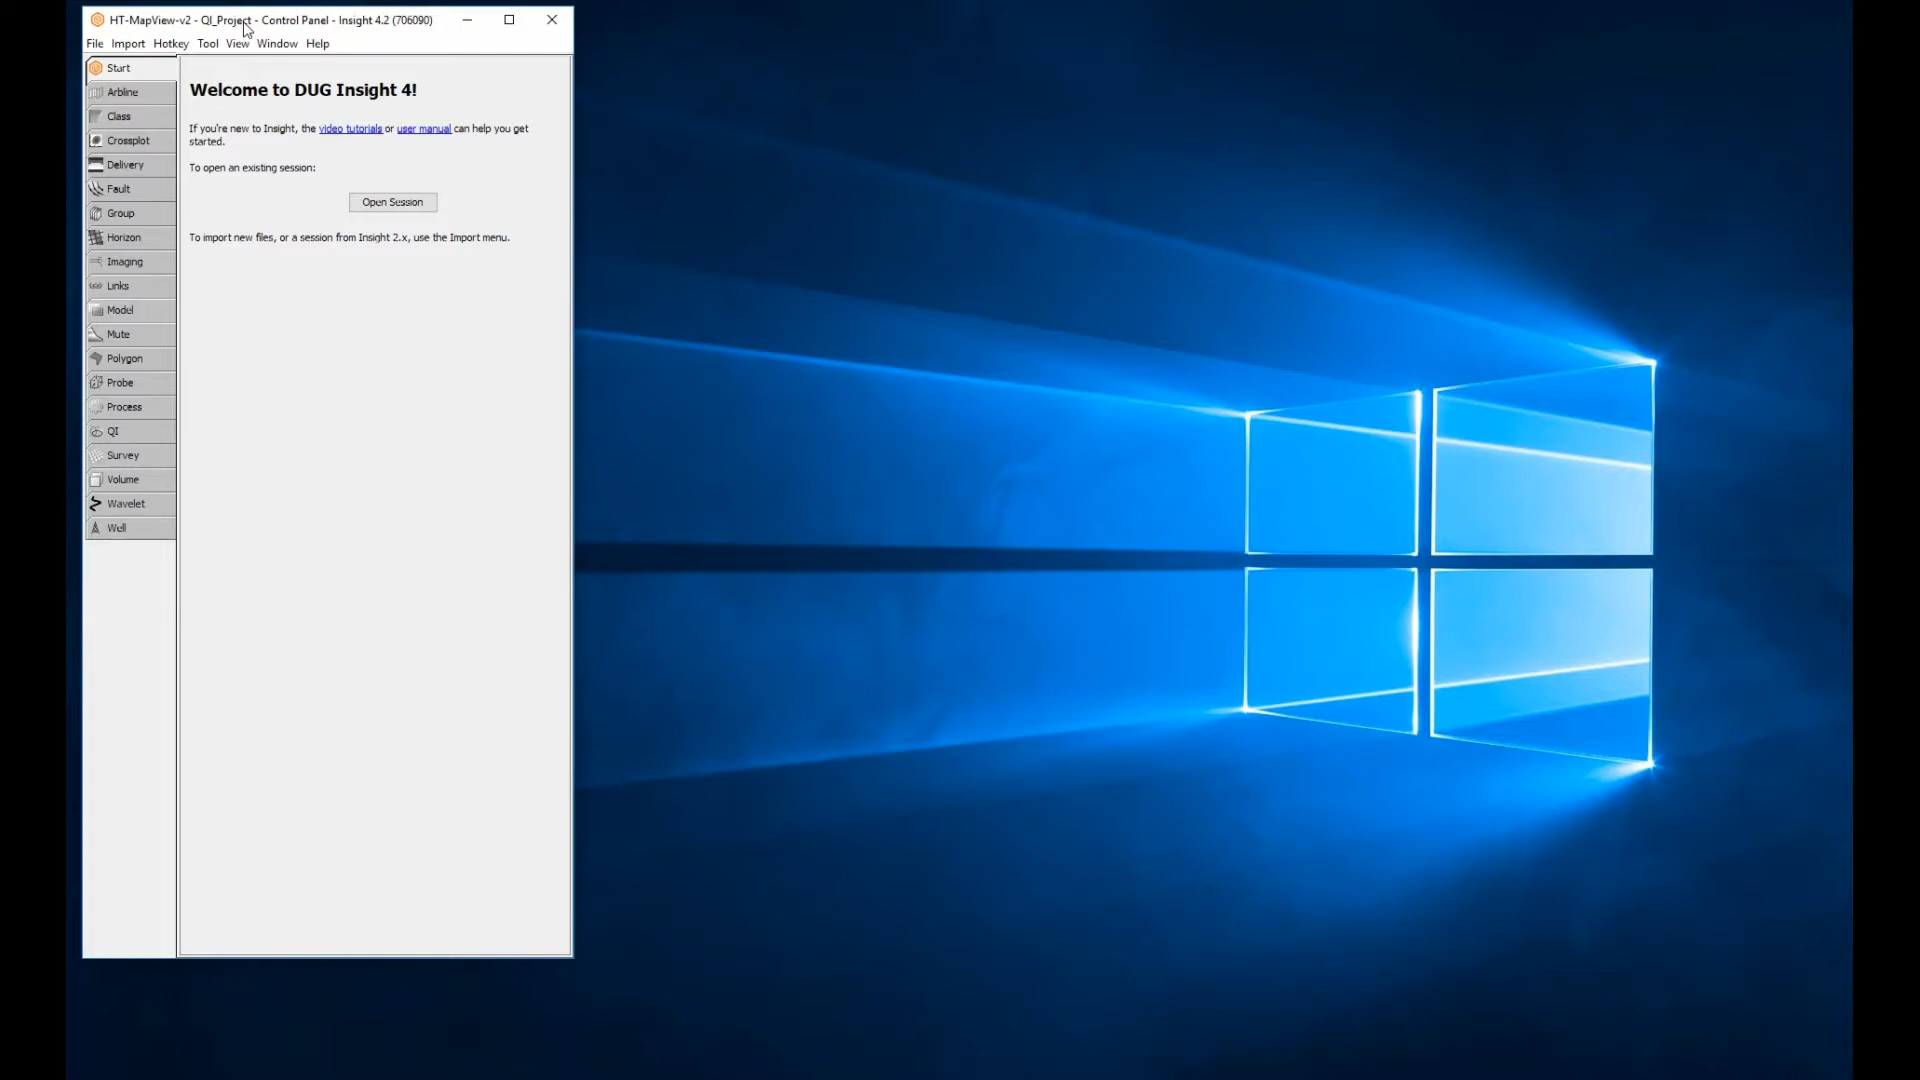 HT-MapView-v2 - QI_Project - Control Panel - Insight 4.2 (706090)
File Import Hotkey Tool View Window Help
Start
Arbline
Class
Crossplot
Delivery
Fault
Group
Horizon
Imaging
Links
Model
Mute
Polygon
Probe
Process
QI
Survey
Volume
Wavelet
Well
Welcome to DUG Insight 4!
If you're new to Insight, the video tutorials or user manual can help you get
started.
To open an existing session:
Open Session
To import new files, or a session from Insight 2.x, use the Import menu.